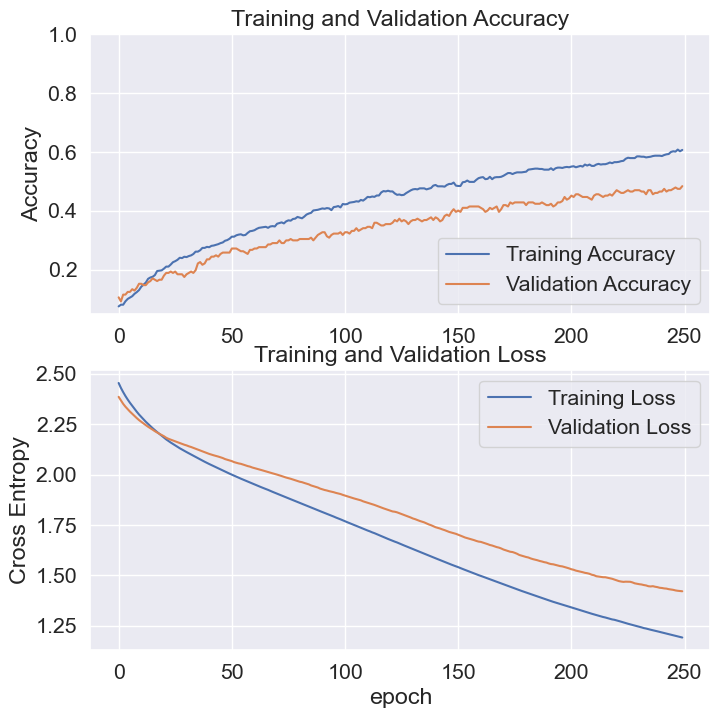 Training and Validation Accuracy
1.0
0.8
0.6
0.4
0.2
Accuracy
Training Accuracy
Validation Accuracy
0 50 100 150 200 250
Training and Validation Loss
2.50
2.25
2.00
1.75
1.50
1.25
Cross Entropy
Training Loss
Validation Loss
0 50 100 150 200 250
epoch